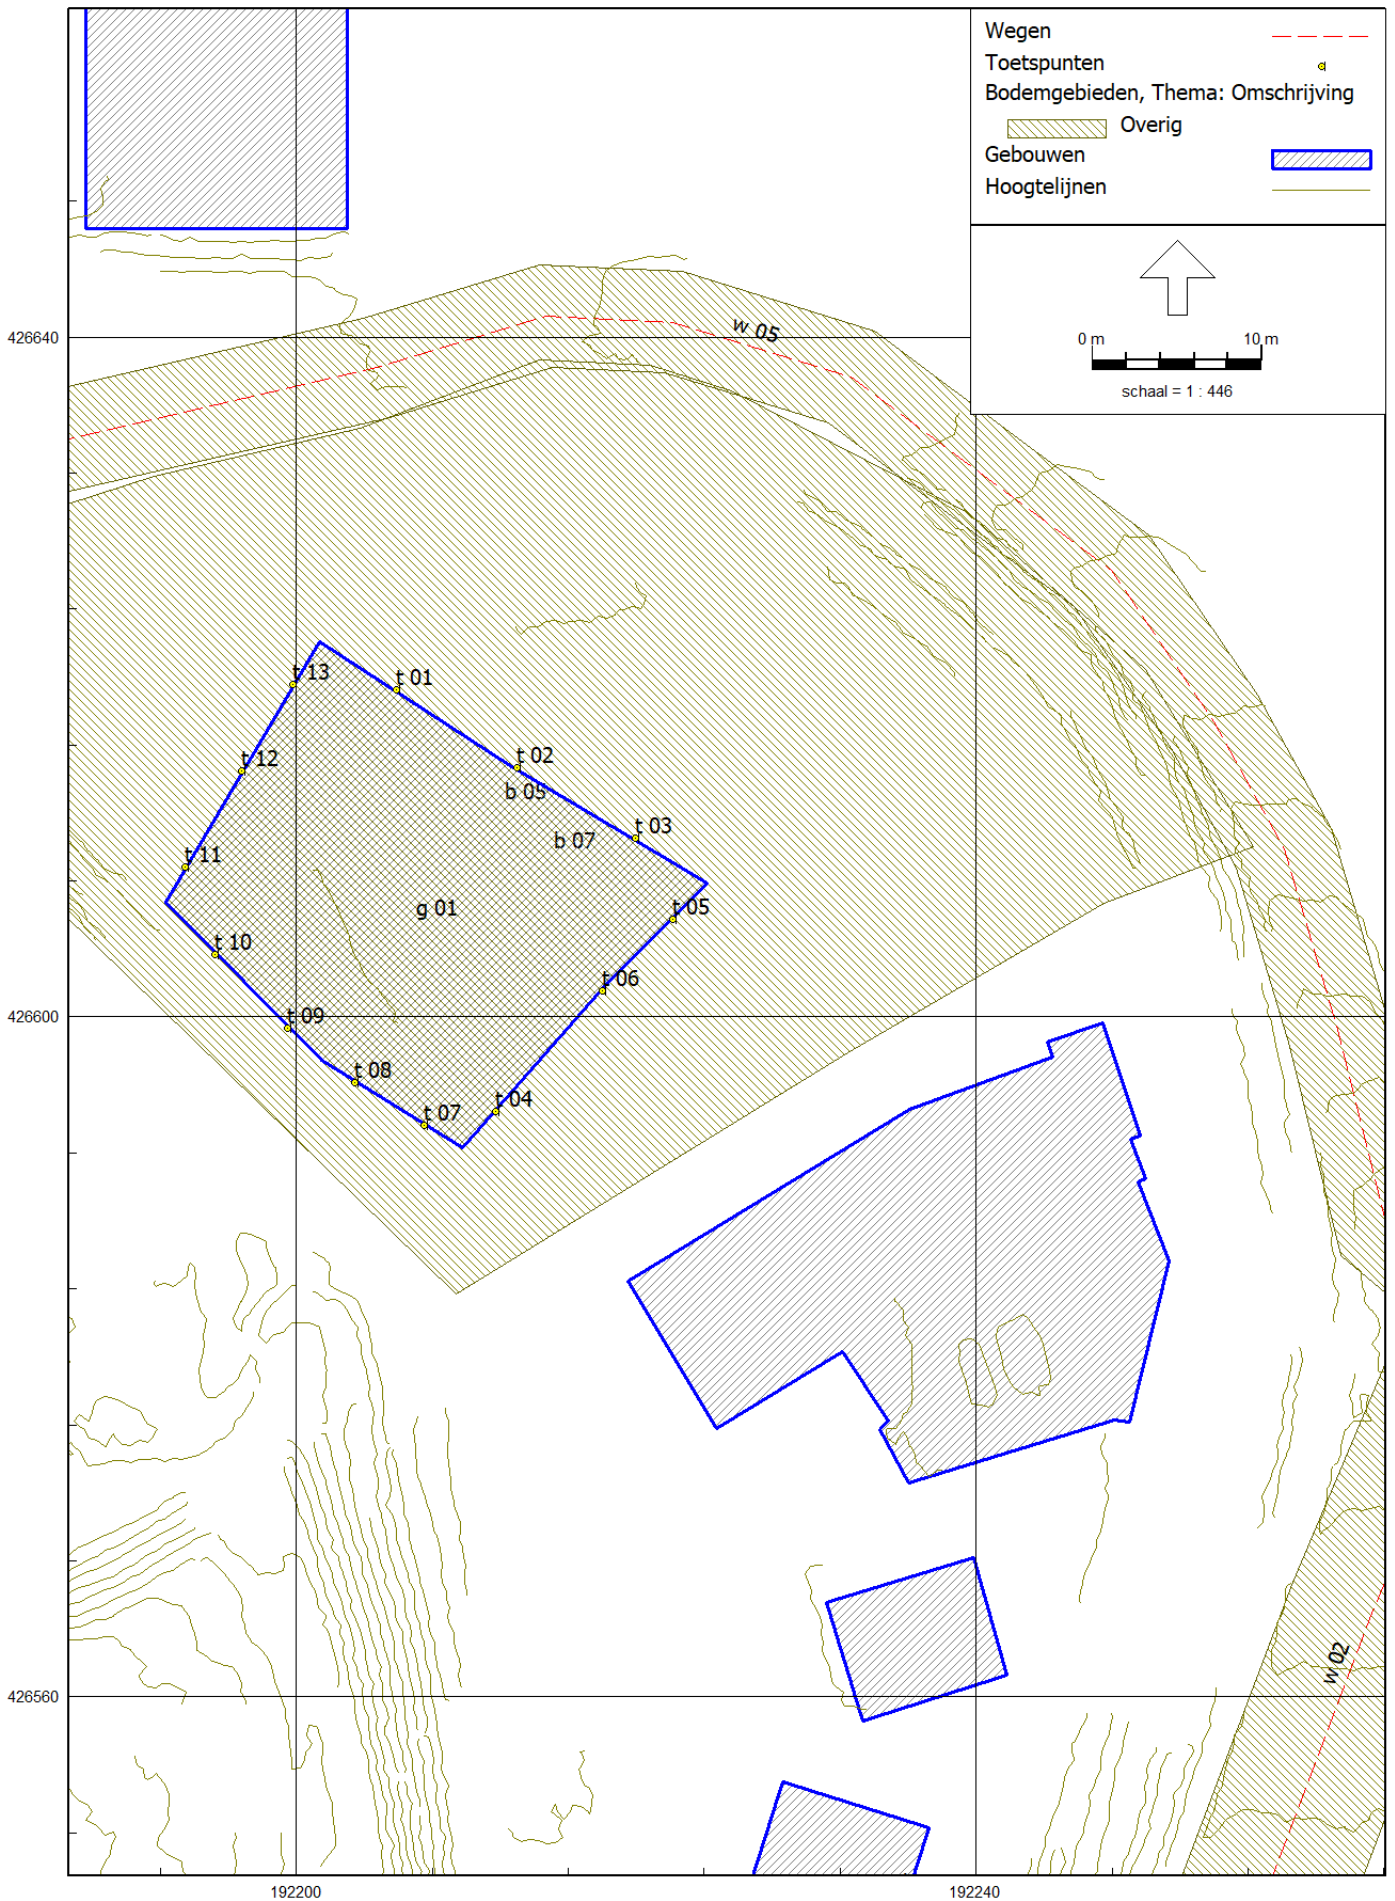 Wegen
Toetspunten
Bodemgebieden, Thema: Omschrijving
Overig
Gebouwen
Hoogtelijnen
0 m 10 m
schaal = 1 : 446
w 05
426640
t 13
t 01
t 12
t 02
b 05
t 03
b 07
t 11
g 01
t 05
t 10
t 06
426600
t 09
t 08
t 07
t 04
w 02
426560
192200
192240